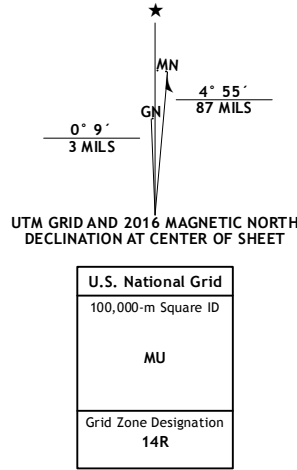 MN
GN
4° 55´
87 MILS
0° 9´
3 MILS
UTM GRID AND 2016 MAGNETIC NORTH
DECLINATION AT CENTER OF SHEET
U.S. National Grid
100,000-m Square ID
MU
Grid Zone Designation
14R